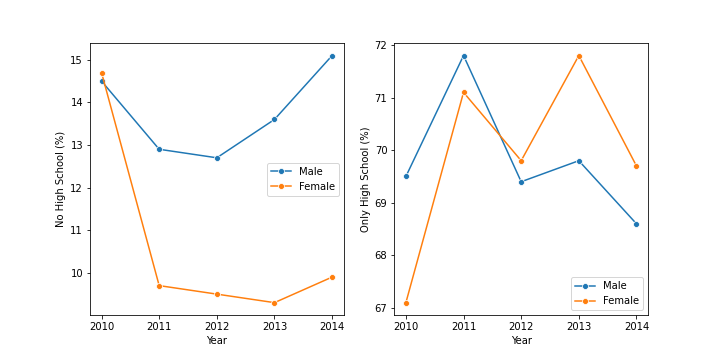 No High School (%)
15
14
13
12
11
10
Male
Female
2010 2011 2012 2013 2014
Year
Only High School (%)
72
71
70
69
68
67
Male
Female
2010 2011 2012 2013 2014
Year